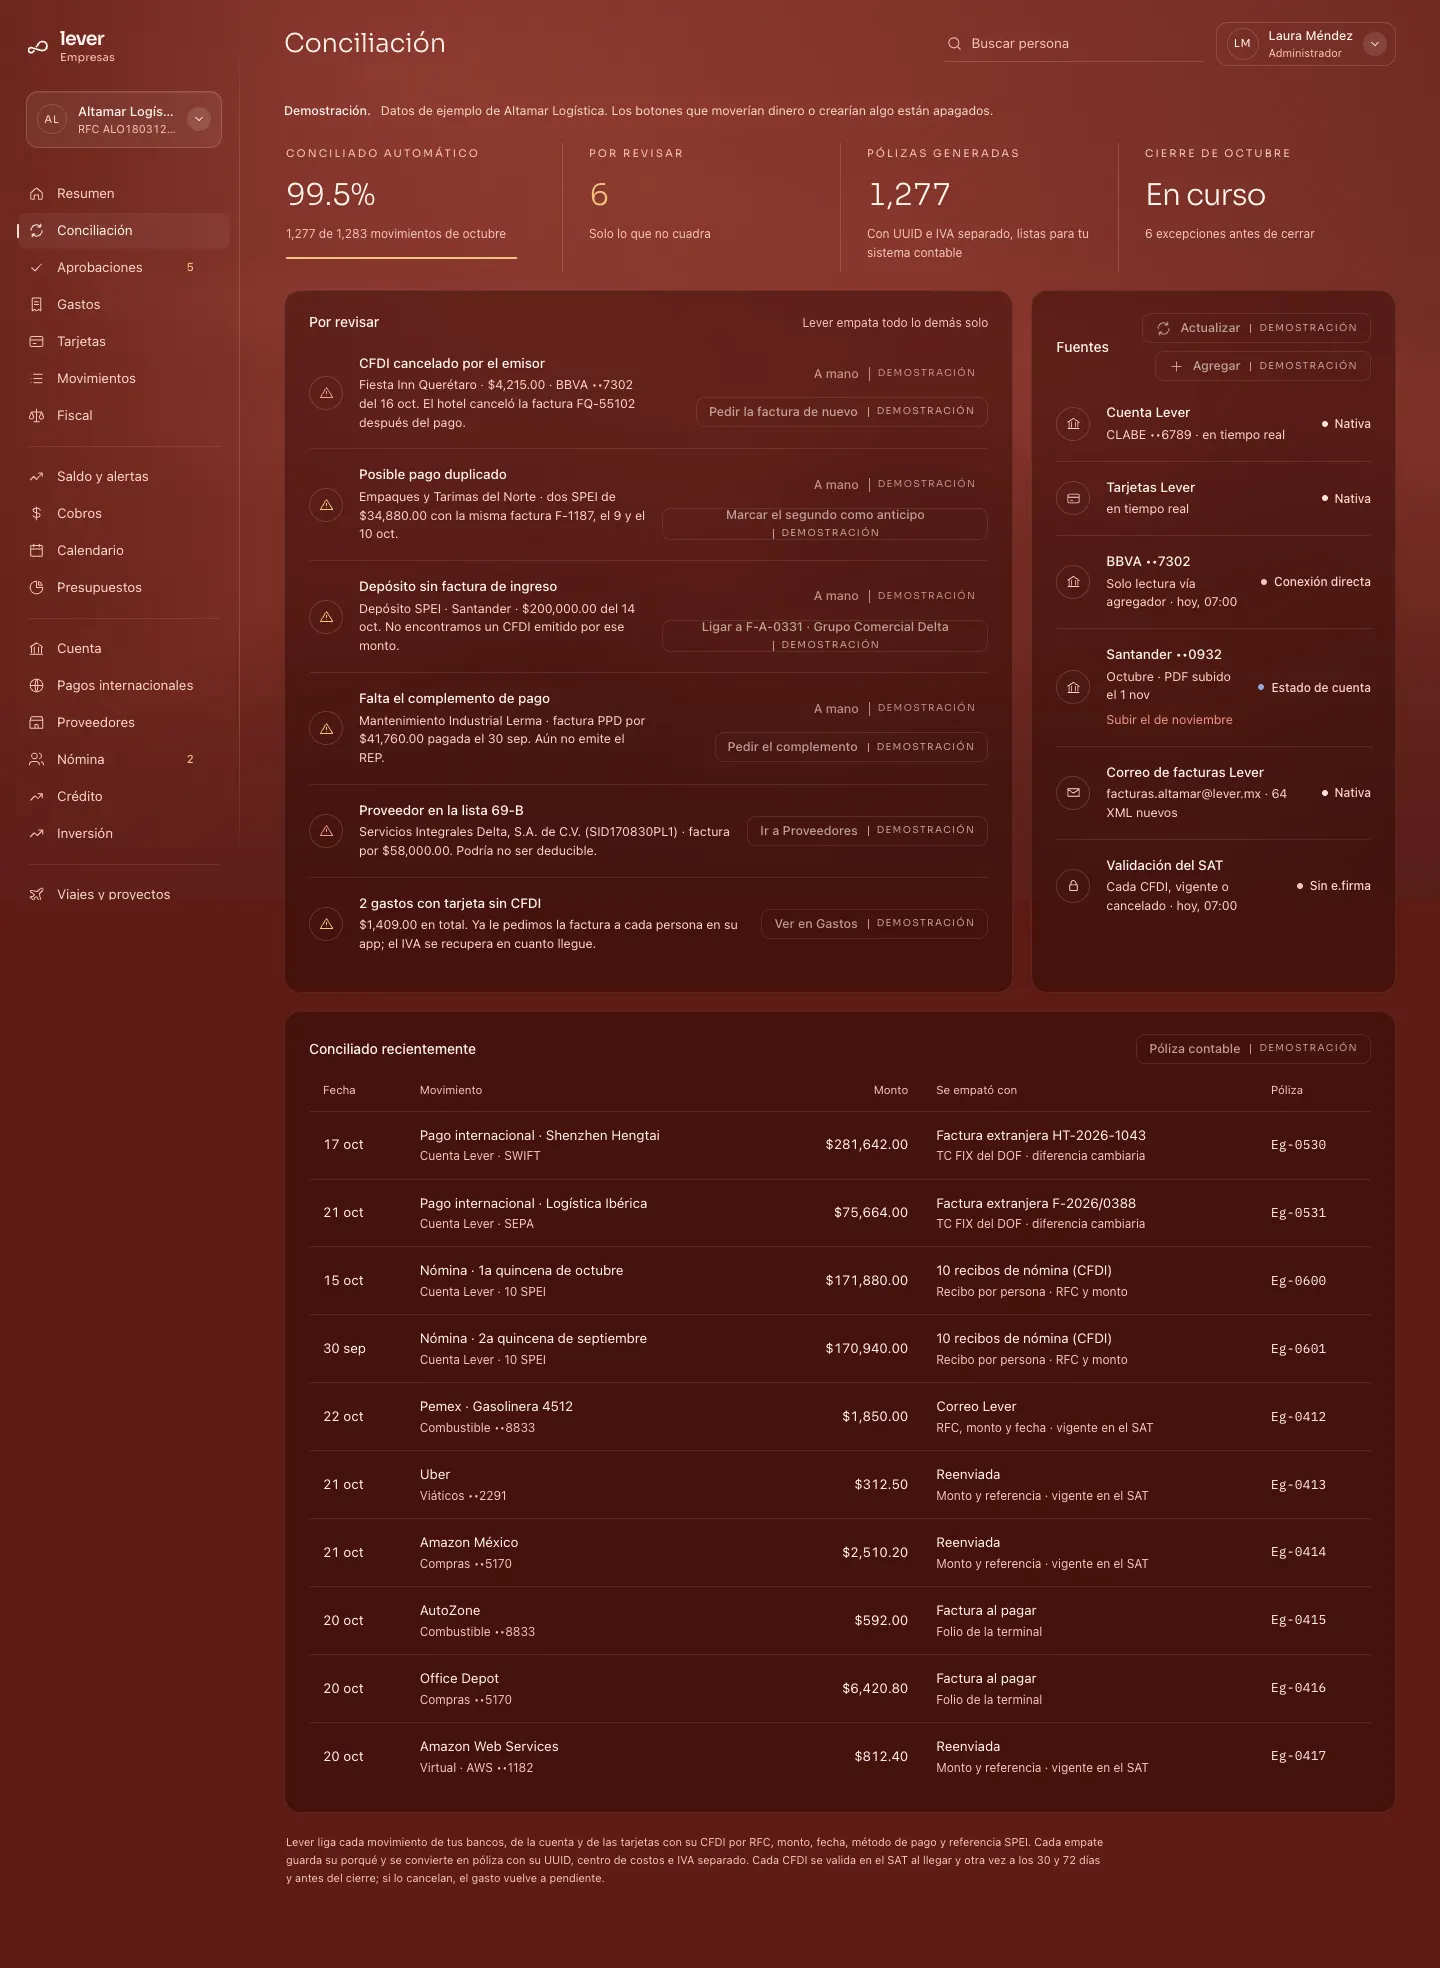 lever
Empresas
AL
Altamar Logís...
RFC ALO180312...
Resumen
Conciliación
Aprobaciones 5
Gastos
Tarjetas
Movimientos
Fiscal
Saldo y alertas
Cobros
Calendario
Presupuestos
Cuenta
Pagos internacionales
Proveedores
Nómina 2
Crédito
Inversión
Viajes y proyectos
Conciliación
Buscar persona
LM
Laura Méndez
Administrador
Demostración. Datos de ejemplo de Altamar Logística. Los botones que moverían dinero o crearían algo están apagados.
CONCILIADO AUTOMÁTICO
99.5%
1,277 de 1,283 movimientos de octubre
POR REVISAR
6
Solo lo que no cuadra
PÓLIZAS GENERADAS
1,277
Con UUID e IVA separado, listas para tu
sistema contable
CIERRE DE OCTUBRE
En curso
6 excepciones antes de cerrar
Por revisar
Lever empata todo lo demás solo
CFDI cancelado por el emisor
Fiesta Inn Querétaro · $4,215.00 · BBVA ··7302
del 16 oct. El hotel canceló la factura FQ-55102
después del pago.
A mano | DEMOSTRACIÓN
Pedir la factura de nuevo | DEMOSTRACIÓN
Posible pago duplicado
Empaques y Tarimas del Norte · dos SPEI de
$34,880.00 con la misma factura F-1187, el 9 y el
10 oct.
A mano | DEMOSTRACIÓN
Marcar el segundo como anticipo
| DEMOSTRACIÓN
Depósito sin factura de ingreso
Depósito SPEI · Santander · $200,000.00 del 14
oct. No encontramos un CFDI emitido por ese
monto.
A mano | DEMOSTRACIÓN
Ligar a F-A-0331 · Grupo Comercial Delta
| DEMOSTRACIÓN
Falta el complemento de pago
Mantenimiento Industrial Lerma · factura PPD por
$41,760.00 pagada el 30 sep. Aún no emite el
REP.
A mano | DEMOSTRACIÓN
Pedir el complemento | DEMOSTRACIÓN
Proveedor en la lista 69-B
Servicios Integrales Delta, S.A. de C.V. (SID170830PL1) · factura
por $58,000.00. Podría no ser deducible.
Ir a Proveedores | DEMOSTRACIÓN
2 gastos con tarjeta sin CFDI
$1,409.00 en total. Ya le pedimos la factura a cada persona en su
app; el IVA se recupera en cuanto llegue.
Ver en Gastos | DEMOSTRACIÓN
Fuentes
Actualizar | DEMOSTRACIÓN
Agregar | DEMOSTRACIÓN
Cuenta Lever
CLABE ··6789 · en tiempo real
Nativa
Tarjetas Lever
en tiempo real
Nativa
BBVA ··7302
Solo lectura vía
agregador · hoy, 07:00
Conexión directa
Santander ··0932
Octubre · PDF subido
el 1 nov
Subir el de noviembre
Estado de cuenta
Correo de facturas Lever
facturas.altamar@lever.mx · 64
XML nuevos
Nativa
Validación del SAT
Cada CFDI, vigente o
cancelado · hoy, 07:00
Sin e.firma
Conciliado recientemente
Póliza contable | DEMOSTRACIÓN
Fecha Movimiento Monto Se empató con Póliza
17 oct Pago internacional · Shenzhen Hengtai $281,642.00 Factura extranjera HT-2026-1043 Eg-0530
Cuenta Lever · SWIFT TC FIX del DOF · diferencia cambiaria
21 oct Pago internacional · Logística Ibérica $75,664.00 Factura extranjera F-2026/0388 Eg-0531
Cuenta Lever · SEPA TC FIX del DOF · diferencia cambiaria
15 oct Nómina · 1a quincena de octubre $171,880.00 10 recibos de nómina (CFDI) Eg-0600
Cuenta Lever · 10 SPEI Recibo por persona · RFC y monto
30 sep Nómina · 2a quincena de septiembre $170,940.00 10 recibos de nómina (CFDI) Eg-0601
Cuenta Lever · 10 SPEI Recibo por persona · RFC y monto
22 oct Pemex · Gasolinera 4512 $1,850.00 Correo Lever Eg-0412
Combustible ··8833 RFC, monto y fecha · vigente en el SAT
21 oct Uber $312.50 Reenviada Eg-0413
Viáticos ··2291 Monto y referencia · vigente en el SAT
21 oct Amazon México $2,510.20 Reenviada Eg-0414
Compras ··5170 Monto y referencia · vigente en el SAT
20 oct AutoZone $592.00 Factura al pagar Eg-0415
Combustible ··8833 Folio de la terminal
20 oct Office Depot $6,420.80 Factura al pagar Eg-0416
Compras ··5170 Folio de la terminal
20 oct Amazon Web Services $812.40 Reenviada Eg-0417
Virtual · AWS ··1182 Monto y referencia · vigente en el SAT
Lever liga cada movimiento de tus bancos, de la cuenta y de las tarjetas con su CFDI por RFC, monto, fecha, método de pago y referencia SPEI. Cada empate
guarda su porqué y se convierte en póliza con su UUID, centro de costos e IVA separado. Cada CFDI se valida en el SAT al llegar y otra vez a los 30 y 72 días
y antes del cierre; si lo cancelan, el gasto vuelve a pendiente.